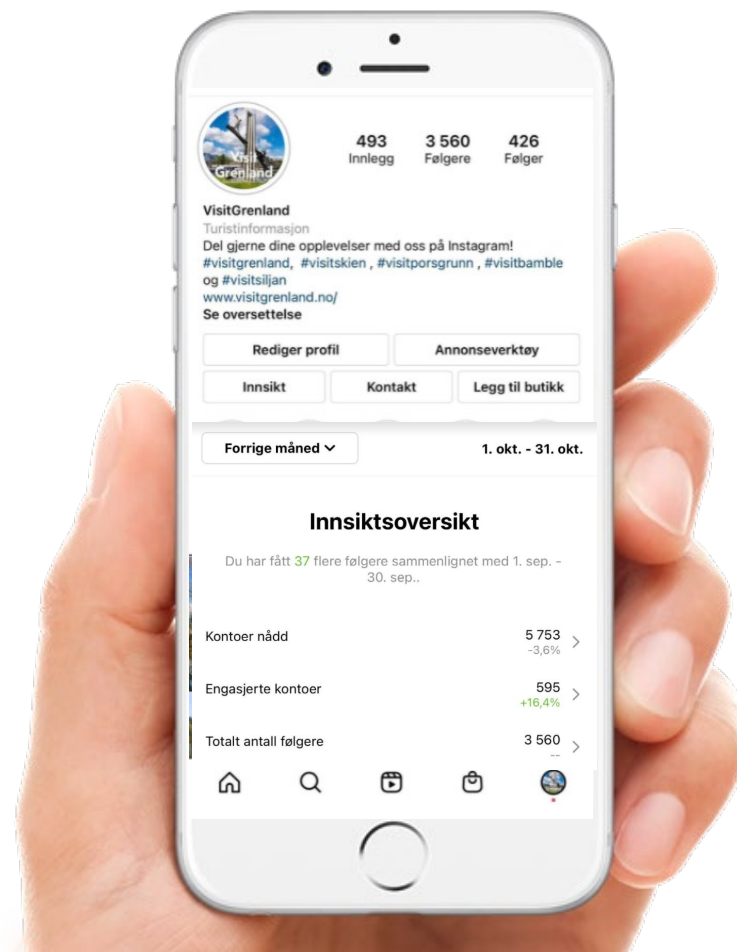 Visit
Grenland
493 3 560 426
Innlegg Følgere Følger
VisitGrenland
Turistinformasjon
Del gjerne dine opplevelser med oss på Instagram!
#visitgrenland, #visitskien , #visitporsgrunn , #visitbamble
og #visitsiljan
www.visitgrenland.no/
Se oversettelse
Rediger profil Annonseverktøy
Innsikt Kontakt Legg til butikk
Forrige måned 1. okt. - 31. okt.
Innsiktsoversikt
Du har fått 37 flere følgere sammenlignet med 1. sep. –
30. sep..
Kontoer nådd 5 753
-3,6%
Engasjerte kontoer 595
+16,4%
Totalt antall følgere 3 560
--